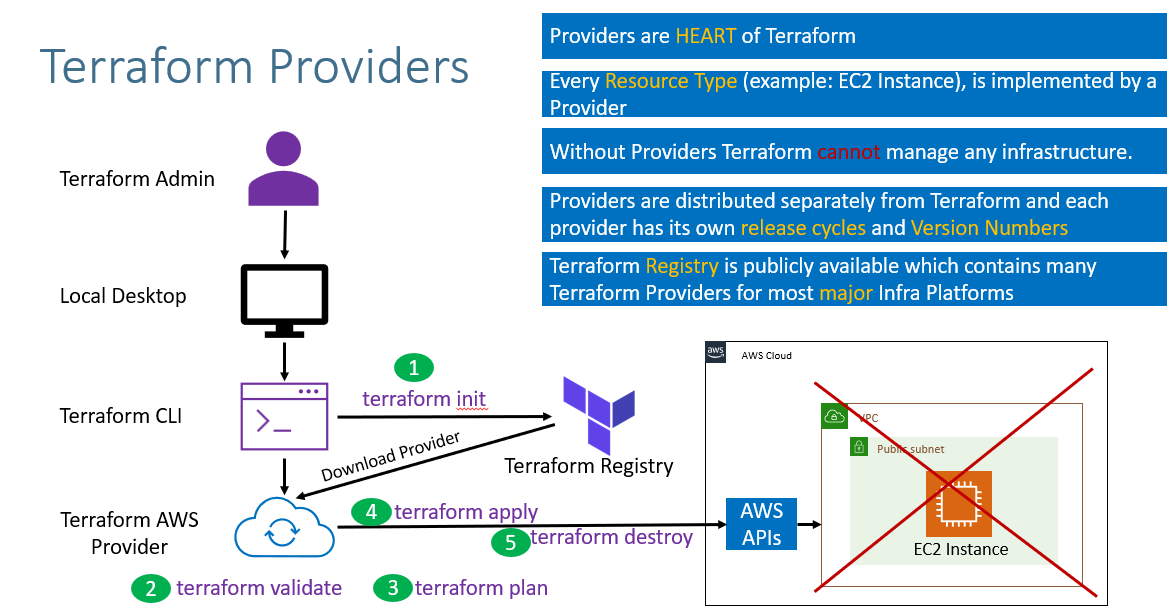 Terraform Providers
Providers are HEART of Terraform
Every Resource Type (example: EC2 Instance), is implemented by a
Provider
Without Providers Terraform cannot manage any infrastructure.
Providers are distributed separately from Terraform and each
provider has its own release cycles and Version Numbers
Terraform Registry is publicly available which contains many
Terraform Providers for most major Infra Platforms
Terraform Admin
Local Desktop
Terraform CLI
1
terraform init
Download Provider
Terraform Registry
Terraform AWS
Provider
4 terraform apply
5 terraform destroy
2 terraform validate
3 terraform plan
aws
AWS Cloud
VPC
Public subnet
AWS
APIs
EC2 Instance